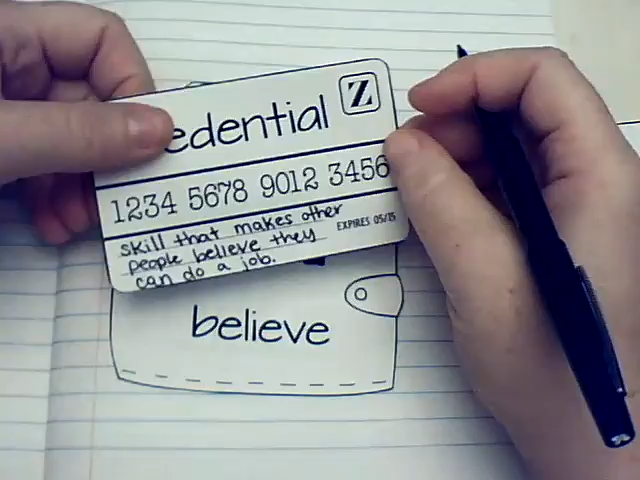 edential Z
1234 5678 9012 3456
skill that makes other
people believe they
can do a job.
EXPIRES 05/15
believe